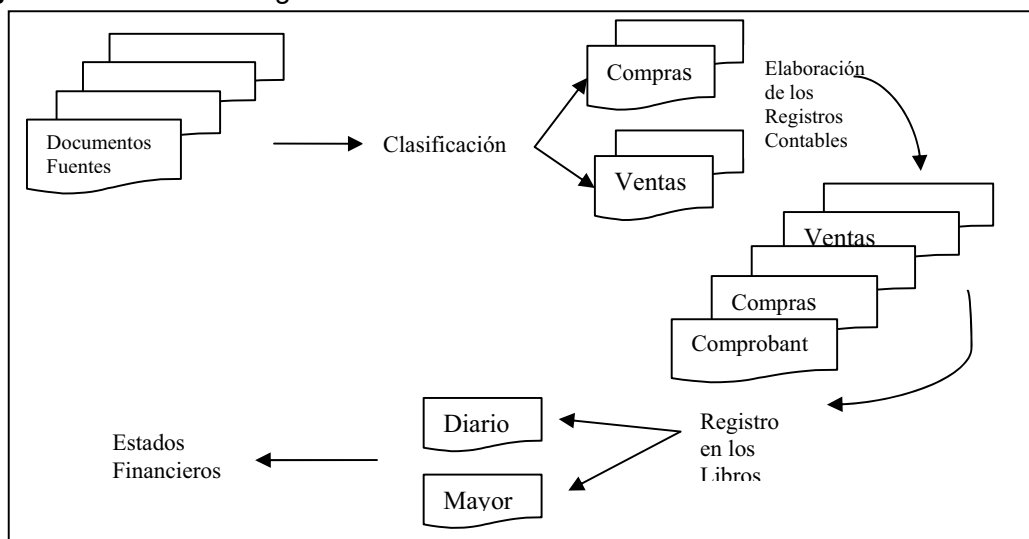 Documentos
Fuentes
Clasificación
Compras
Ventas
Elaboración
de los
Registros
Contables
Ventas
Compras
Comprobant
Registro
en los
Libros
Diario
Mayor
Estados
Financieros